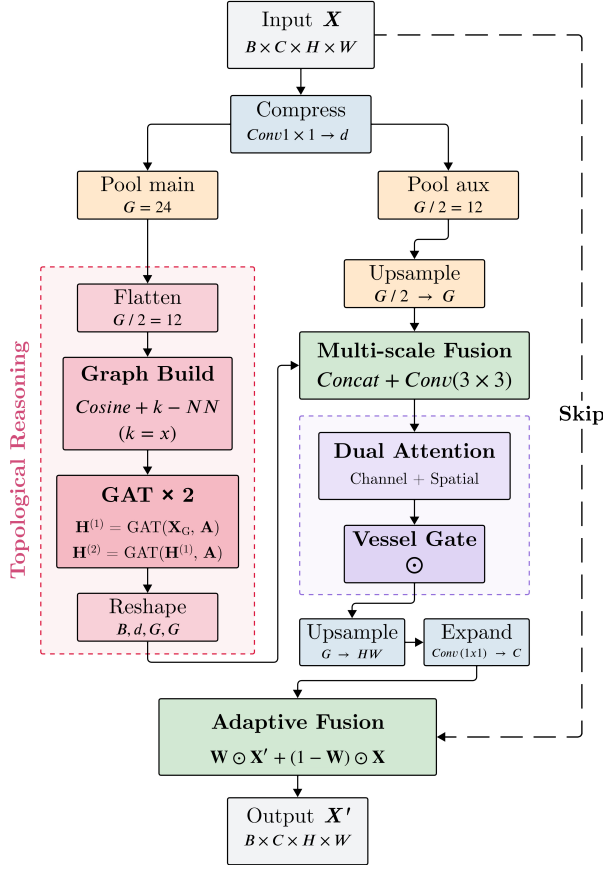 Input X
B × C × H × W
Compress
Conv1 × 1 → d
Pool main
G = 24
Pool aux
G / 2 = 12
Upsample
G / 2 → G
Topological Reasoning
Flatten
G / 2 = 12
Graph Build
Cosine + k − NN
(k = x)
GAT × 2
H(1) = GAT(XG, A)
H(2) = GAT(H(1), A)
Reshape
B, d, G, G
Multi-scale Fusion
Concat + Conv(3 × 3)
Dual Attention
Channel + Spatial
Vessel Gate
⊙
Skip
Upsample
G → HW
Expand
Conv(1x1) → C
Adaptive Fusion
W ⊙ X′ + (1 − W) ⊙ X
Output X′
B × C × H × W